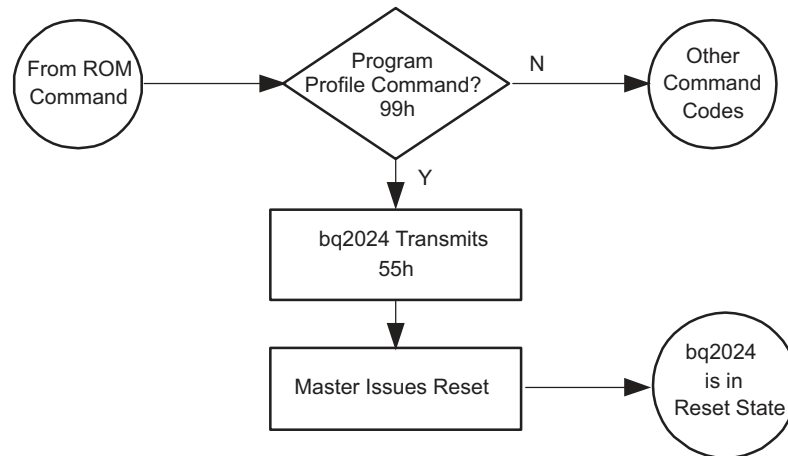 From ROM
Command
Program
Profile Command?
99h
N
Other
Command
Codes
Y
bq2024 Transmits
55h
Master Issues Reset
bq2024
is in
Reset State